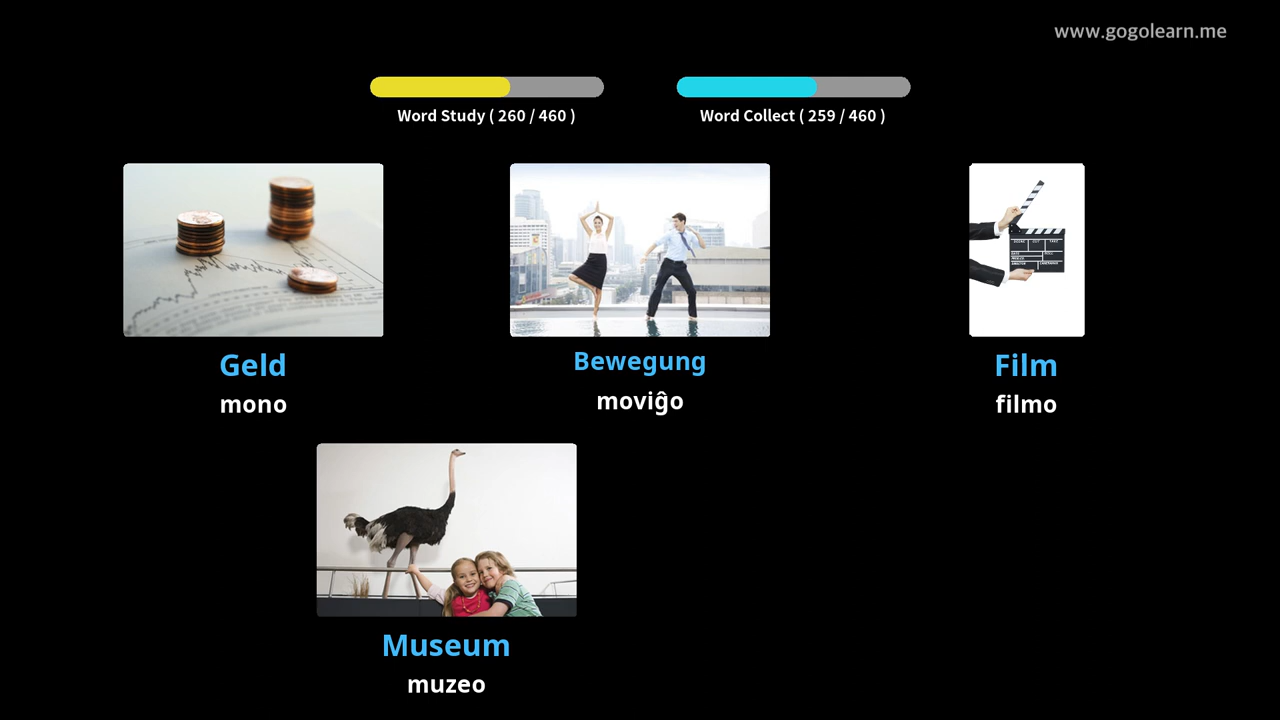 www.gogolearn.me
Word Study ( 260 / 460 )
Word Collect ( 259 / 460 )
Geld
mono
Bewegung
moviĝo
Film
filmo
Museum
muzeo